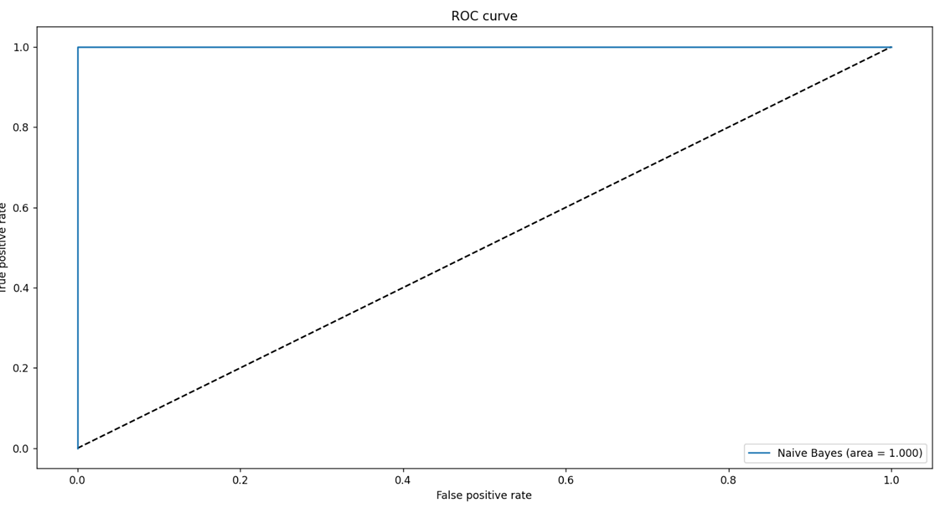 ROC curve
1.0
0.8
0.6
0.4
0.2
0.0
True positive rate
0.0 0.2 0.4 0.6 0.8 1.0
False positive rate
Naive Bayes (area = 1.000)